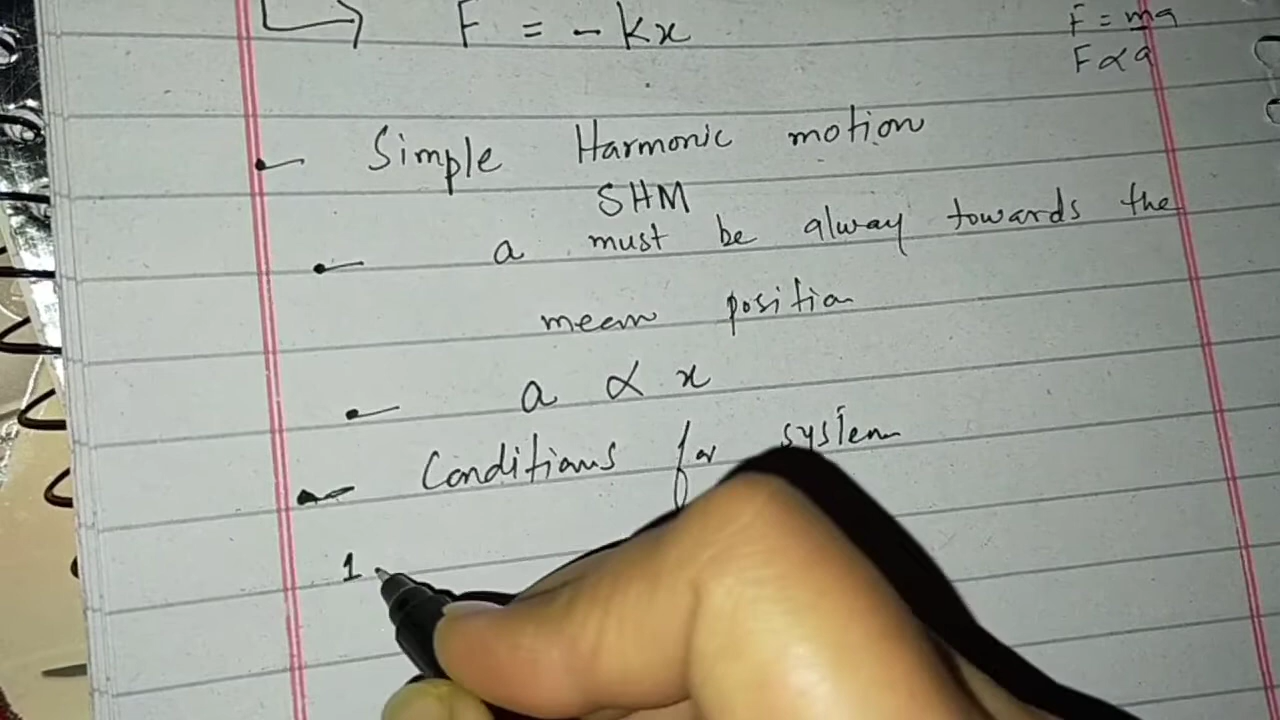 F = - kx
F = ma
F ∝ a
Simple Harmonic motion
SHM
a must be alway towards the
mean position
a ∝ x
Conditions for system
1